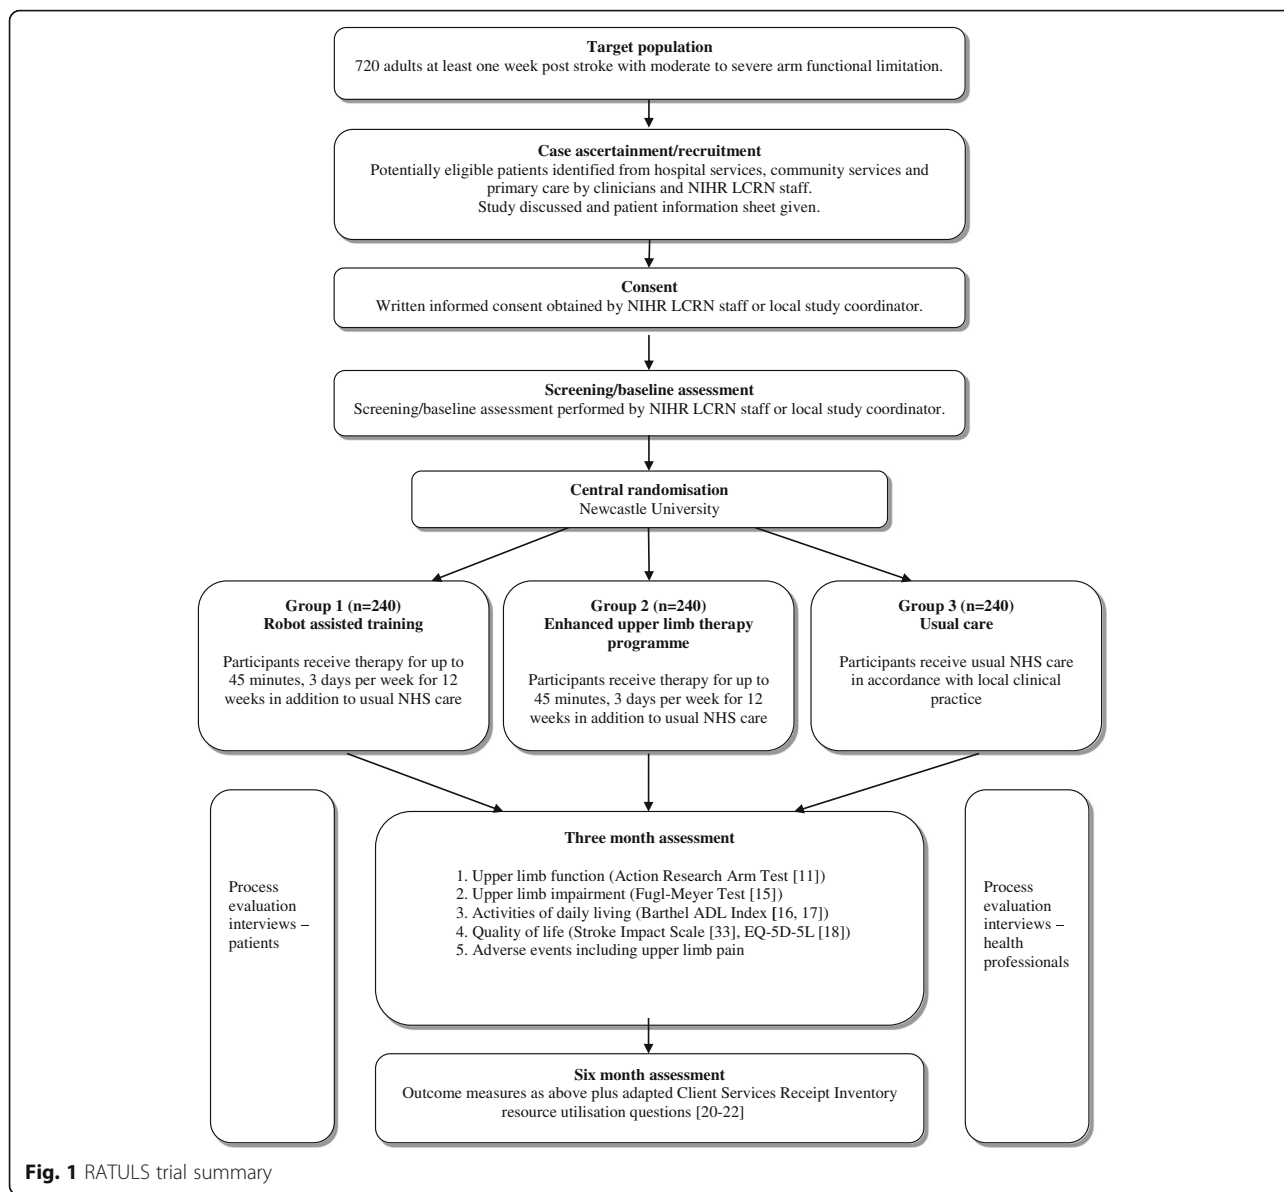 Target population
720 adults at least one week post stroke with moderate to severe arm functional limitation.
Case ascertainment/recruitment
Potentially eligible patients identified from hospital services, community services and
primary care by clinicians and NIHR LCRN staff.
Study discussed and patient information sheet given.
Consent
Written informed consent obtained by NIHR LCRN staff or local study coordinator.
Screening/baseline assessment
Screening/baseline assessment performed by NIHR LCRN staff or local study coordinator.
Central randomisation
Newcastle University
Group 1 (n=240)
Robot assisted training
Participants receive therapy for up to
45 minutes, 3 days per week for 12
weeks in addition to usual NHS care
Group 2 (n=240)
Enhanced upper limb therapy
programme
Participants receive therapy for up to
45 minutes, 3 days per week for 12
weeks in addition to usual NHS care
Group 3 (n=240)
Usual care
Participants receive usual NHS care
in accordance with local clinical
practice
Process
evaluation
interviews –
patients
Three month assessment
1. Upper limb function (Action Research Arm Test [11])
2. Upper limb impairment (Fugl-Meyer Test [15])
3. Activities of daily living (Barthel ADL Index [16, 17])
4. Quality of life (Stroke Impact Scale [33], EQ-5D-5L [18])
5. Adverse events including upper limb pain
Process
evaluation
interviews –
health
professionals
Six month assessment
Outcome measures as above plus adapted Client Services Receipt Inventory
resource utilisation questions [20-22]
Fig. 1 RATULS trial summary